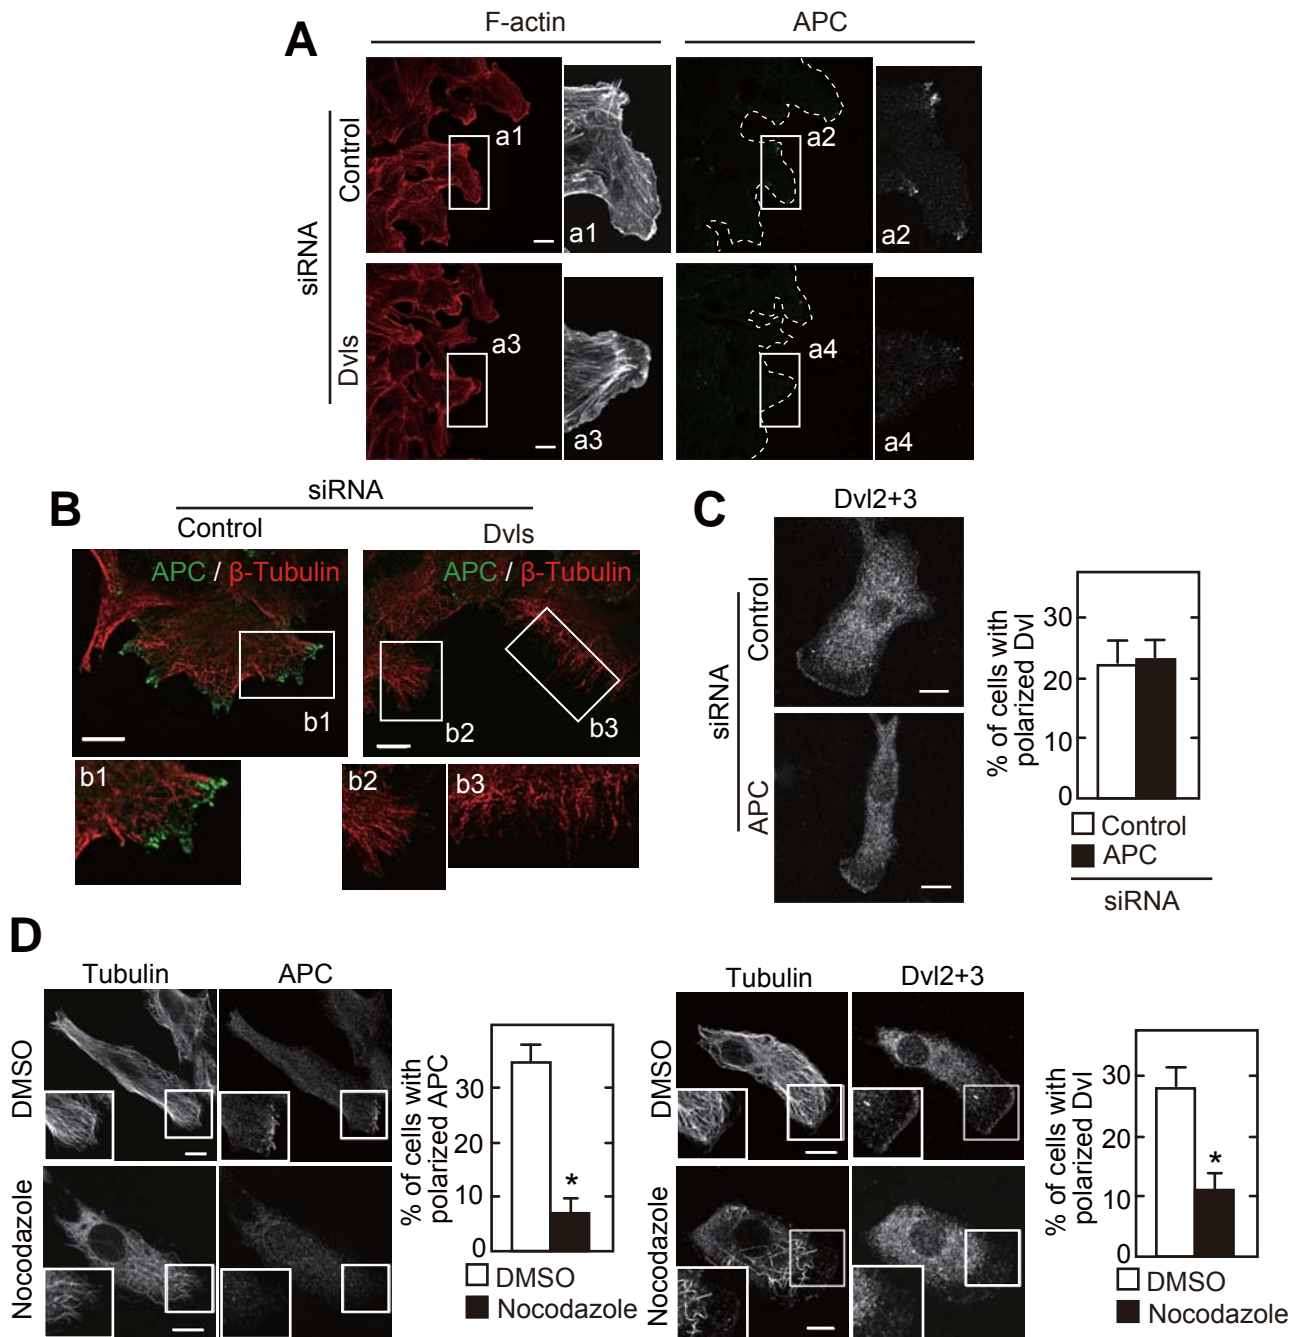 A
F-actin
APC
siRNA
Control
a1
a1
a2
a2
Dvls
a3
a3
a4
a4
B
siRNA
Control
Dvls
APC / β-Tubulin
APC / β-Tubulin
b1
b2
b3
b1
b2
b3
C
Dvl2+3
siRNA
Control
APC
% of cells with
polarized Dvl
30
20
10
0
Control
APC
siRNA
D
Tubulin
APC
DMSO
Nocodazole
% of cells with
polarized APC
30
20
10
0
*
DMSO
Nocodazole
Tubulin
Dvl2+3
DMSO
Nocodazole
% of cells with
polarized Dvl
30
20
10
0
*
DMSO
Nocodazole